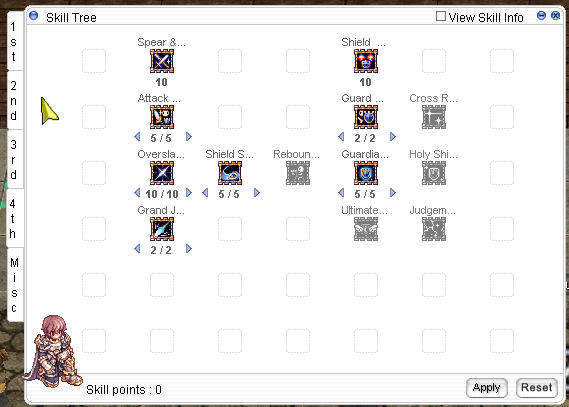 Skill Tree
View Skill Info
1st
2nd
3rd
4th
Misc
Spear &...
Shield ...
10
10
Attack ...
Guard ...
Cross R...
5 / 5
2 / 2
Oversla...
Shield S...
Reboun...
Guardia...
Holy Shi...
10 / 10
5 / 5
5 / 5
Grand J...
Ultimate...
Judgem...
2 / 2
Skill points : 0
Apply
Reset